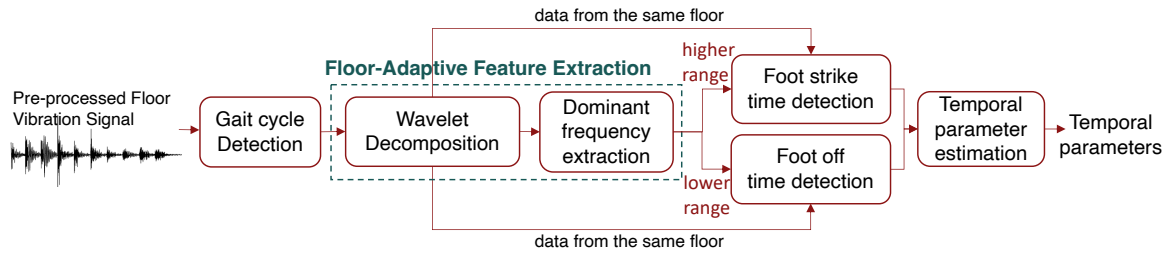 data from the same floor
Floor-Adaptive Feature Extraction
higher
range
Pre-processed Floor
Vibration Signal
Gait cycle
Detection
Wavelet
Decomposition
Dominant
frequency
extraction
Foot strike
time detection
Foot off
time detection
lower
range
Temporal
parameter
estimation
Temporal
parameters
data from the same floor